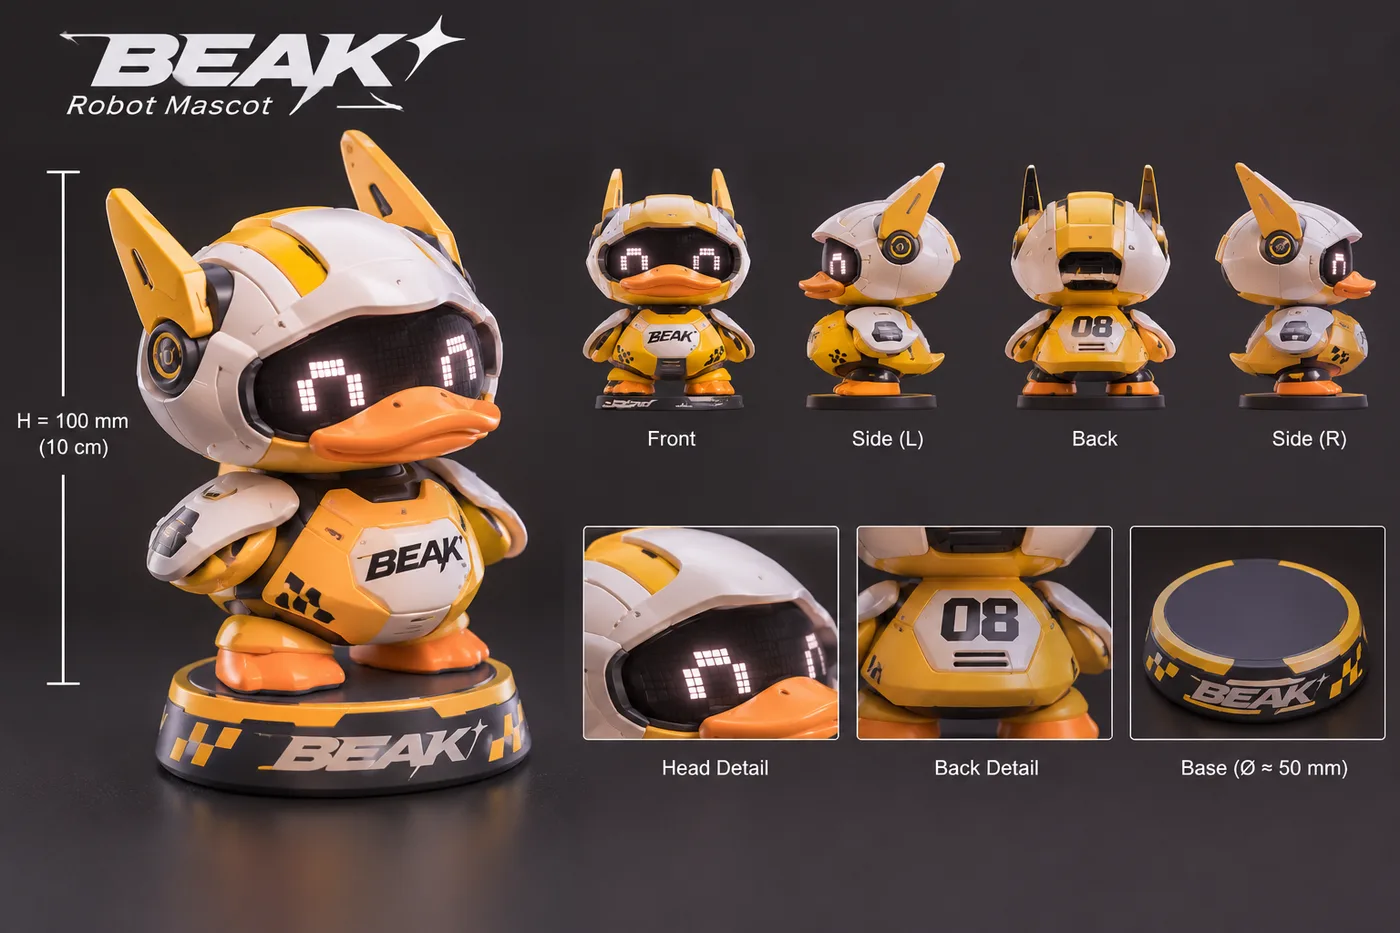 BEAK
Robot Mascot
H = 100 mm
(10 cm)
BEAK
BEAK
BEAK
08
Front
Side (L)
Back
Side (R)
08
BEAK
Head Detail
Back Detail
Base (Ø ≈ 50 mm)